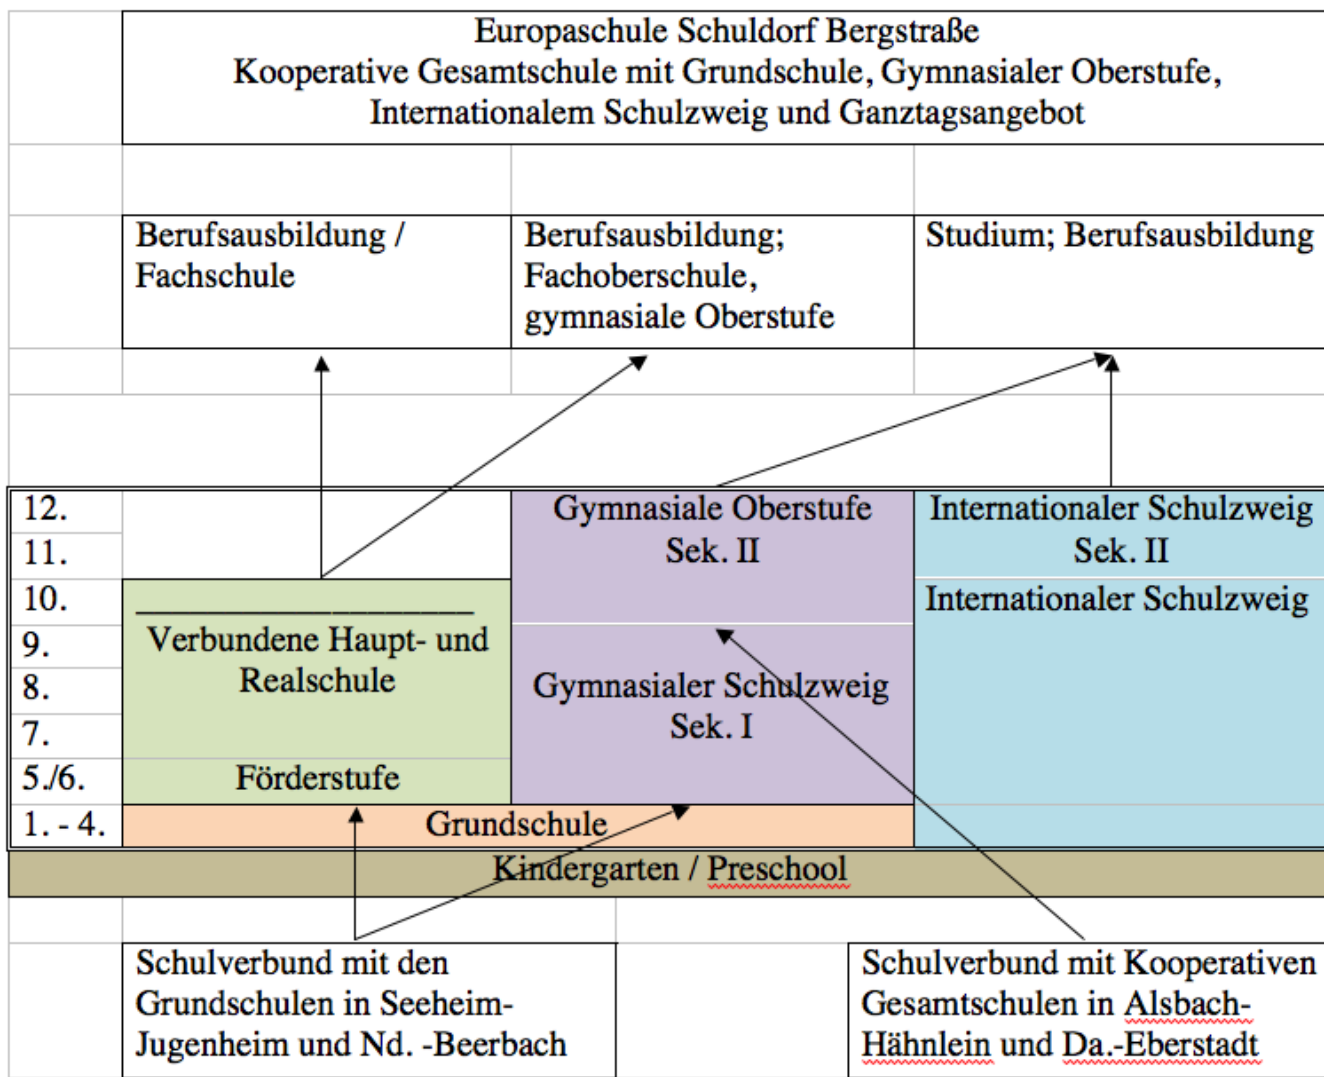 Europaschule Schuldorf Bergstraße
Kooperative Gesamtschule mit Grundschule, Gymnasialer Oberstufe,
Internationalem Schulzweig und Ganztagsangebot
Berufsausbildung /
Fachschule
Berufsausbildung;
Fachoberschule,
gymnasiale Oberstufe
Studium; Berufsausbildung
12.
11.
10.
9.
8.
7.
5./6.
1. - 4.
Verbundene Haupt- und
Realschule
Förderstufe
Gymnasiale Oberstufe
Sek. II
Gymnasialer Schulzweig
Sek. I
Internationaler Schulzweig
Sek. II
Internationaler Schulzweig
Grundschule
Kindergarten / Preschool
Schulverbund mit den
Grundschulen in Seeheim-
Jugenheim und Nd. -Beerbach
Schulverbund mit Kooperativen
Gesamtschulen in Alsbach-
Hähnlein und Da.-Eberstadt